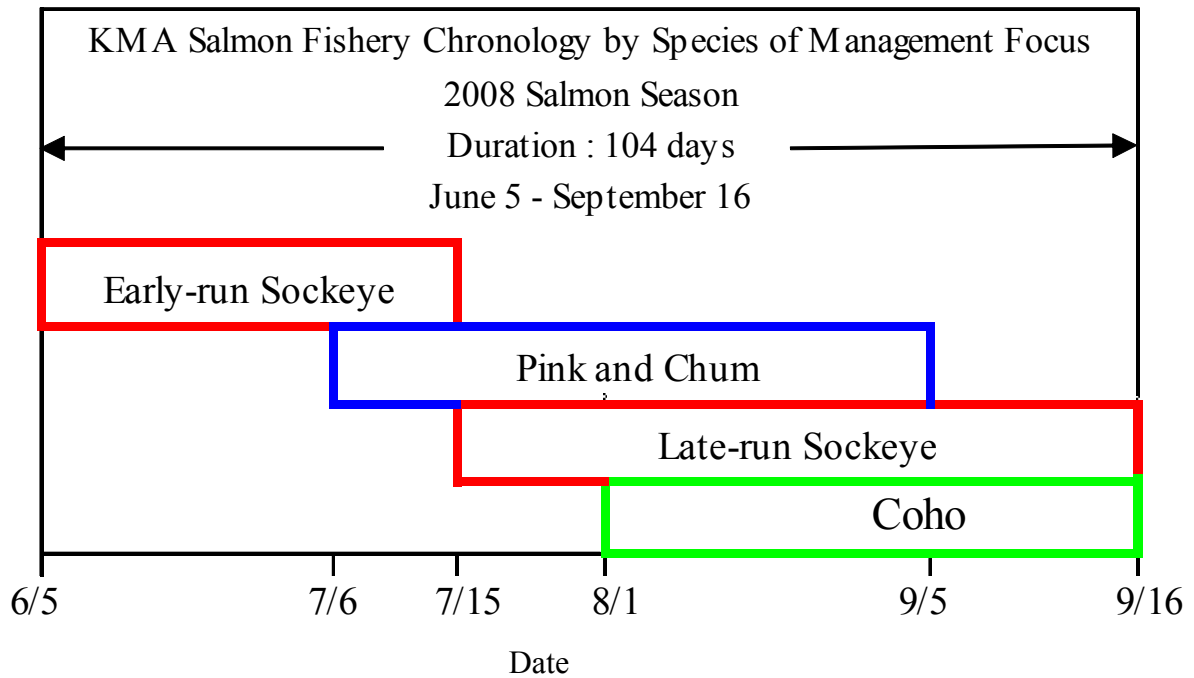 KMA Salmon Fishery Chronology by Species of Management Focus
2008 Salmon Season
Duration : 104 days
June 5 - September 16
Early-run Sockeye
Pink and Chum
Late-run Sockeye
Coho
6/5 7/6 7/15 8/1 9/5 9/16
Date